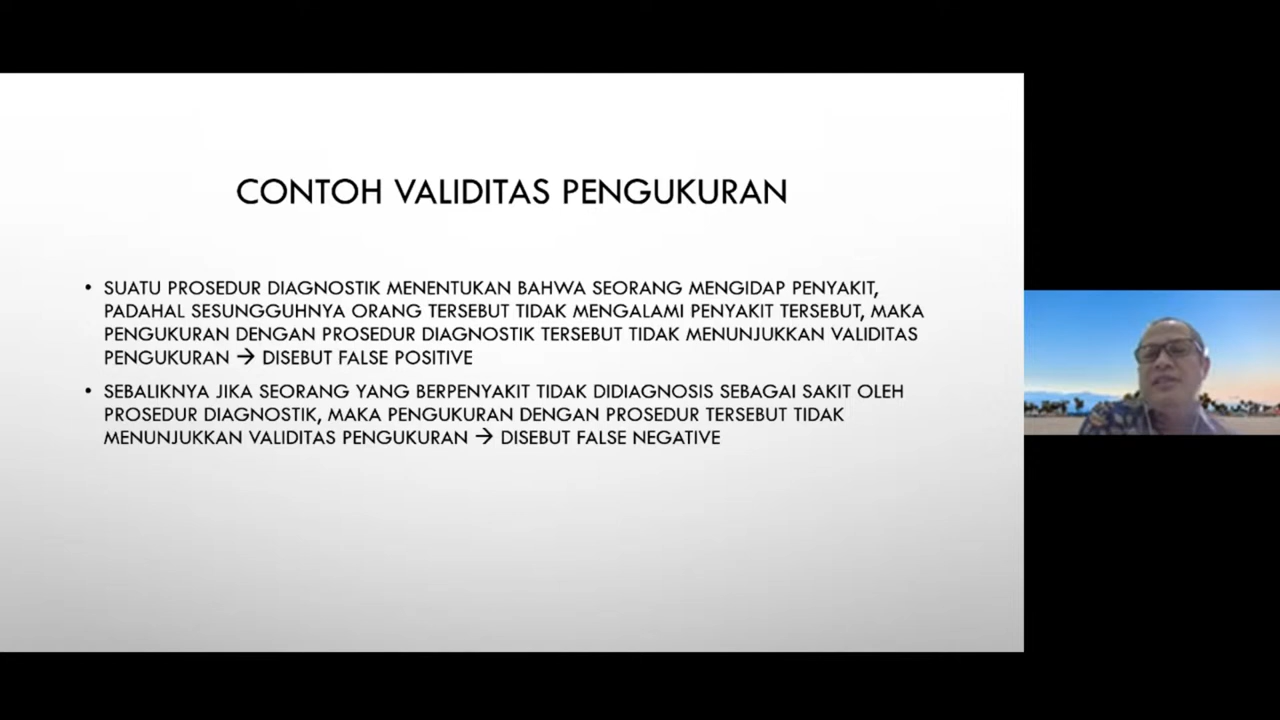 CONTOH VALIDITAS PENGUKURAN
• SUATU PROSEDUR DIAGNOSTIK MENENTUKAN BAHWA SEORANG MENGIDAP PENYAKIT,
PADAHAL SESUNGGUHNYA ORANG TERSEBUT TIDAK MENGALAMI PENYAKIT TERSEBUT, MAKA
PENGUKURAN DENGAN PROSEDUR DIAGNOSTIK TERSEBUT TIDAK MENUNJUKKAN VALIDITAS
PENGUKURAN → DISEBUT FALSE POSITIVE
• SEBALIKNYA JIKA SEORANG YANG BERPENYAKIT TIDAK DIDIAGNOSIS SEBAGAI SAKIT OLEH
PROSEDUR DIAGNOSTIK, MAKA PENGUKURAN DENGAN PROSEDUR TERSEBUT TIDAK
MENUNJUKKAN VALIDITAS PENGUKURAN → DISEBUT FALSE NEGATIVE